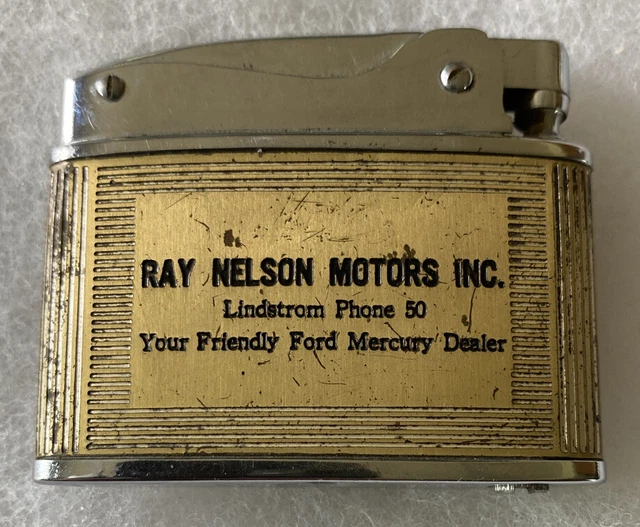 RAY NELSON MOTORS INC.
Lindstrom Phone 50
Your Friendly Ford Mercury Dealer